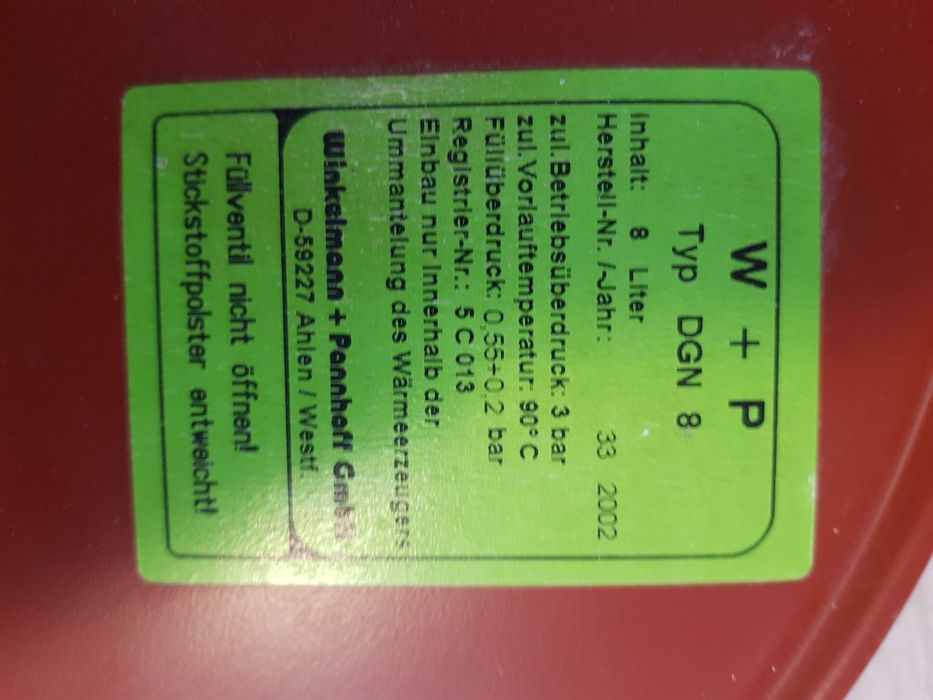 W + P
Typ DGN 8
Inhalt: 8 Liter
Herstell-Nr. /-Jahr: 33 2002
zul.Betriebsüberdruck: 3 bar
zul.Vorlauftemperatur: 90°C
Füllüberdruck: 0,55+0,2 bar
Registrier-Nr.: 5 C 013
Einbau nur innerhalb der
Ummantelung des Wärmeerzeugers
Winkelmann + Pannhoff GmbH
D-59227 Ahlen / Westf.
Füllventil nicht öffnen!
Stickstoffpolster entweicht!